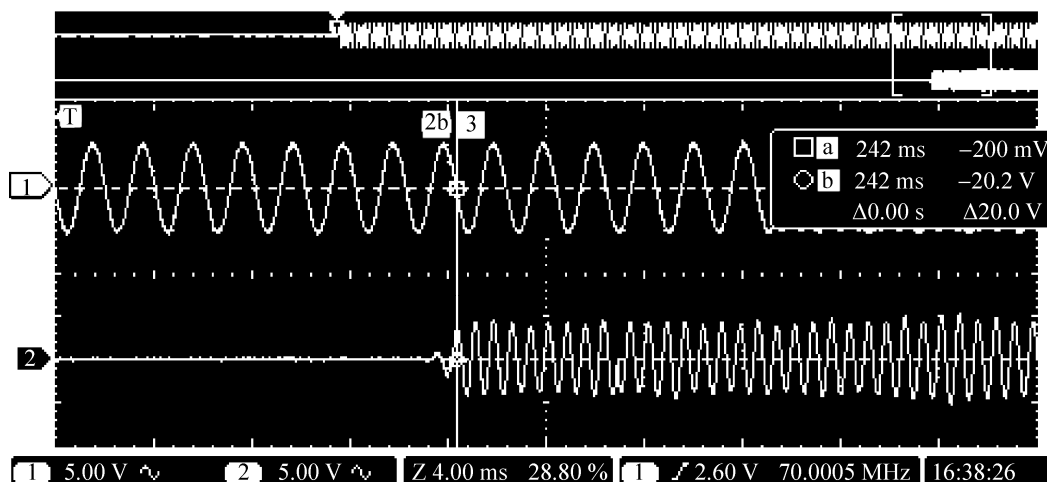 T
2b 3
a 242 ms −200 mV
b 242 ms −20.2 V
Δ0.00 s Δ20.0 V
1
2
1 5.00 V 2 5.00 V Z 4.00 ms 28.80 % 1 2.60 V 70.0005 MHz 16:38:26